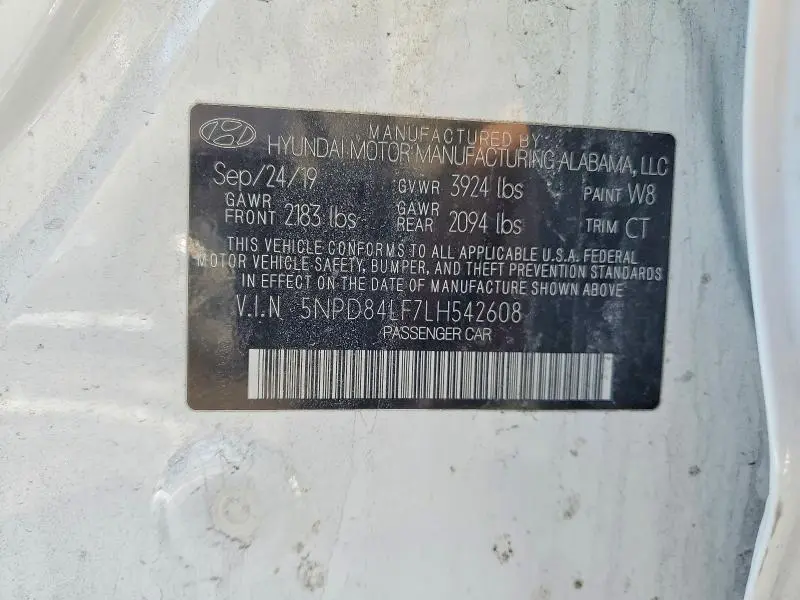 MANUFACTURED BY
HYUNDAI MOTOR MANUFACTURING ALABAMA, LLC
Sep/24/19 GVWR 3924 lbs PAINT W8
GAWR FRONT 2183 lbs GAWR REAR 2094 lbs TRIM CT
THIS VEHICLE CONFORMS TO ALL APPLICABLE U.S.A. FEDERAL
MOTOR VEHICLE SAFETY, BUMPER, AND THEFT PREVENTION STANDARDS
IN EFFECT ON THE DATE OF MANUFACTURE SHOWN ABOVE
V.I.N 5NPD84LF7LH542608
PASSENGER CAR